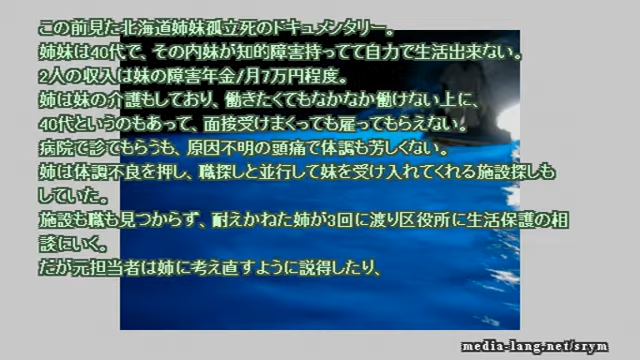 この前見た北海道姉妹孤立死のドキュメンタリー。
姉妹は40代で、その内妹が知的障害持ってて自力で生活出来ない。
2人の収入は妹の障害年金/月7万円程度。
姉は妹の介護もしており、働きたくてもなかなか働けない上に、
40代というのもあって、面接受けまくっても雇ってもらえない。
病院で診てもらうも、原因不明の頭痛で体調も芳しくない。
姉は体調不良を押し、職探しと並行して妹を受け入れてくれる施設探しも
していた。
施設も職も見つからず、耐えかねた姉が3回に渡り区役所に生活保護の相
談にいく。
だが元担当者は姉に考え直すように説得したり、
media-lang.net/srym